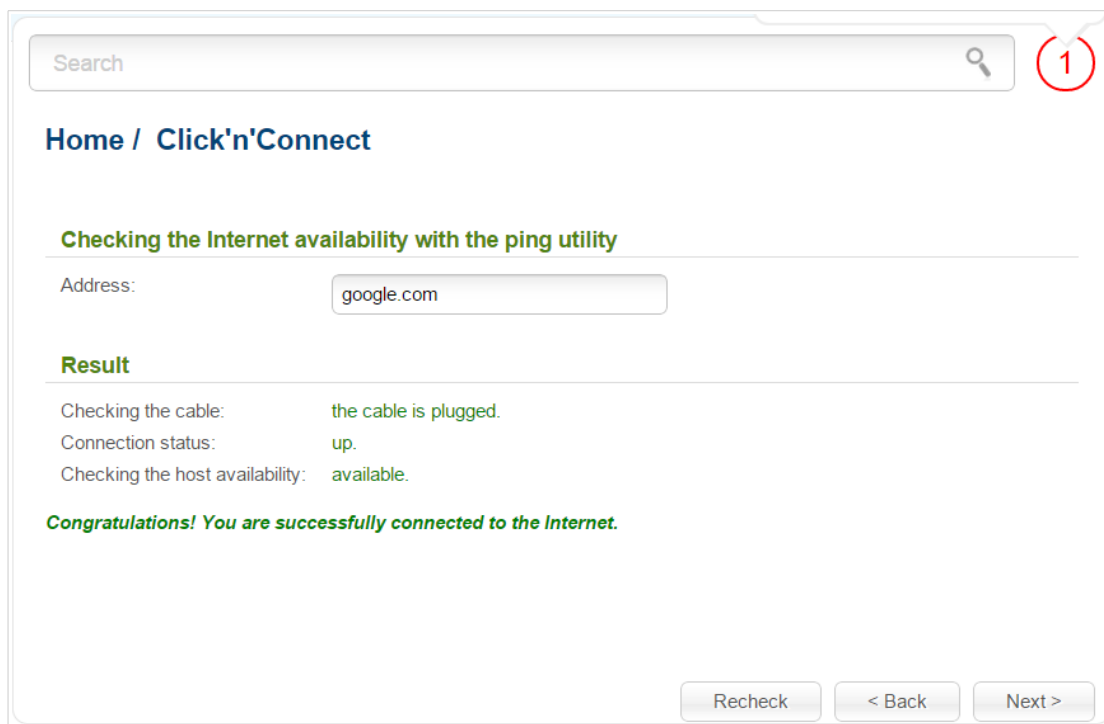 Search
1
Home / Click'n'Connect
Checking the Internet availability with the ping utility
Address: google.com
Result
Checking the cable: the cable is plugged.
Connection status: up.
Checking the host availability: available.
Congratulations! You are successfully connected to the Internet.
Recheck < Back Next >